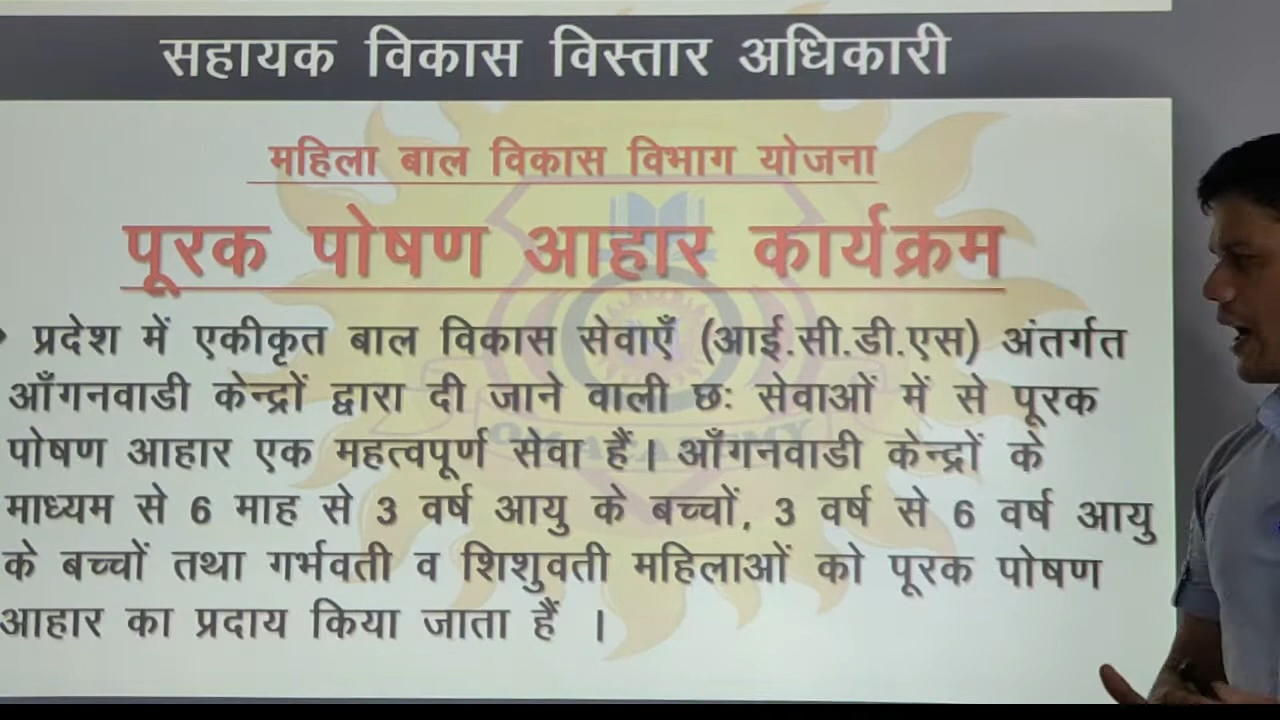 सहायक विकास विस्तार अधिकारी
महिला बाल विकास विभाग योजना
पूरक पोषण आहार कार्यक्रम
• प्रदेश में एकीकृत बाल विकास सेवाएँ (आई.सी.डी.एस) अंतर्गत
आँगनवाडी केन्द्रों द्वारा दी जाने वाली छः सेवाओं में से पूरक
पोषण आहार एक महत्वपूर्ण सेवा हैं। आँगनवाडी केन्द्रों के
माध्यम से 6 माह से 3 वर्ष आयु के बच्चों, 3 वर्ष से 6 वर्ष आयु
के बच्चों तथा गर्भवती व शिशुवती महिलाओं को पूरक पोषण
आहार का प्रदाय किया जाता हैं ।